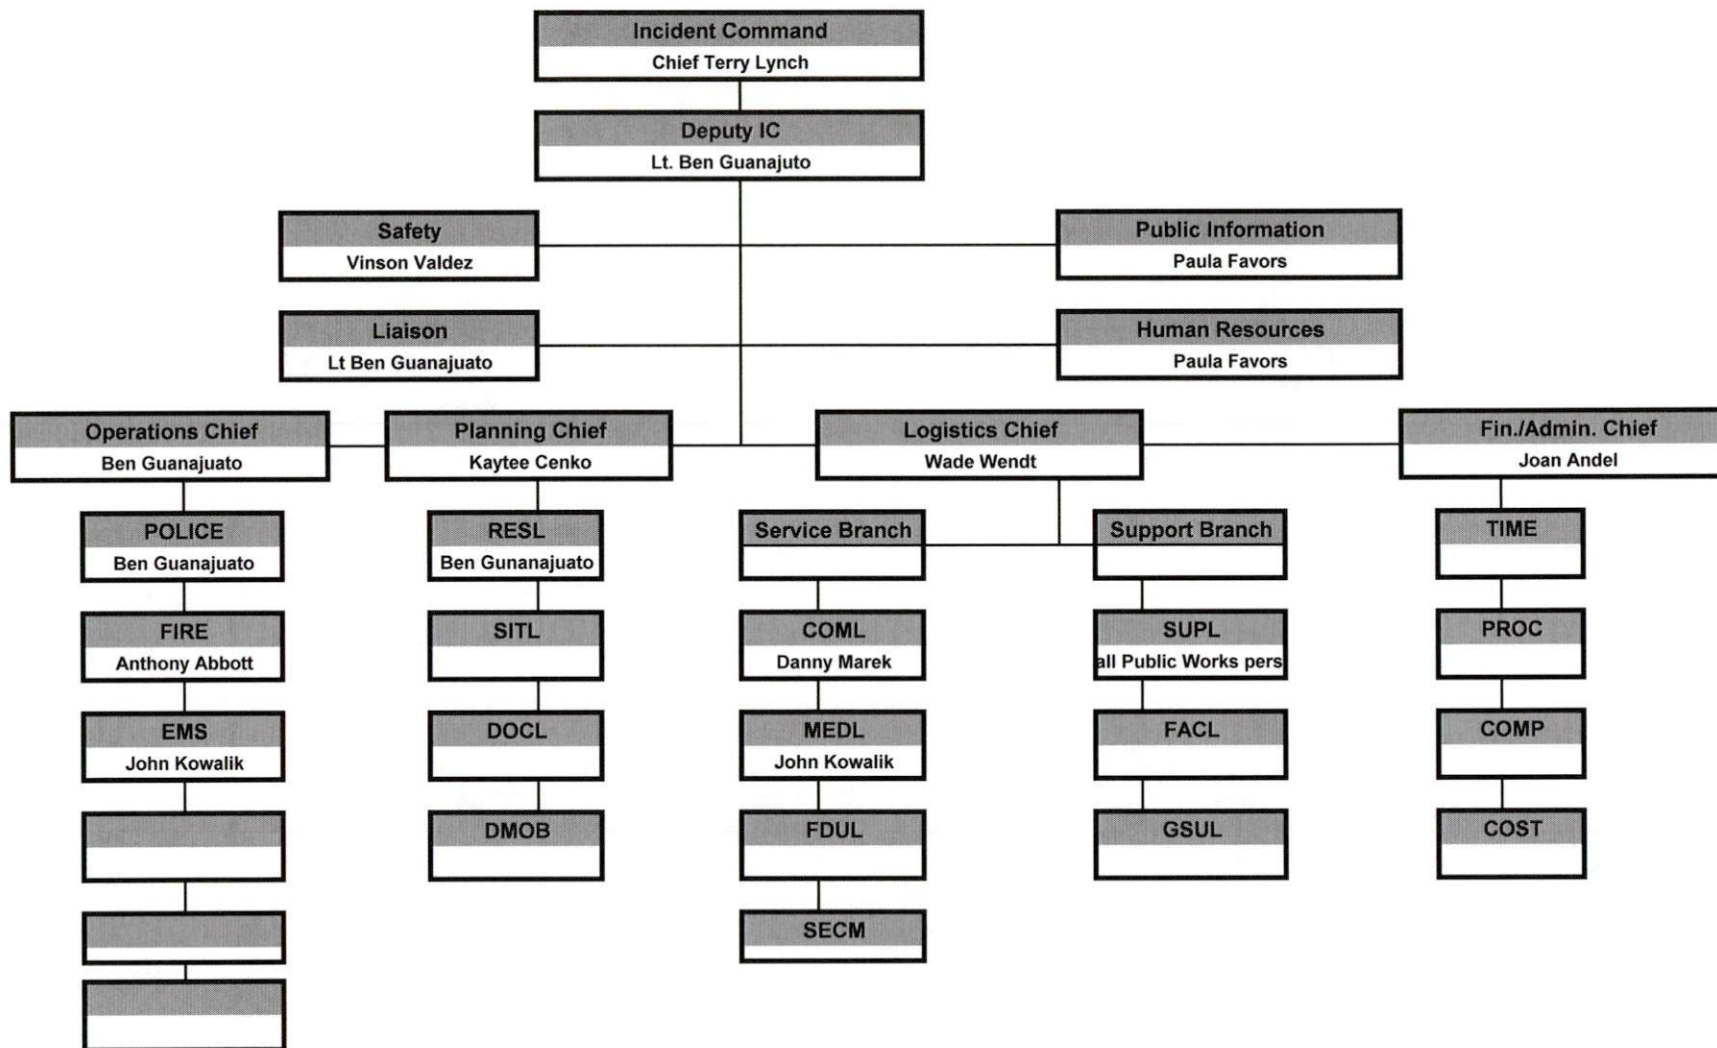 Incident Command
Chief Terry Lynch
Deputy IC
Lt. Ben Guanajuto
Safety
Vinson Valdez
Public Information
Paula Favors
Liaison
Lt Ben Guanajuato
Human Resources
Paula Favors
Operations Chief
Ben Guanajuato
Planning Chief
Kaytee Cenko
Logistics Chief
Wade Wendt
Fin./Admin. Chief
Joan Andel
POLICE
Ben Guanajuato
FIRE
Anthony Abbott
EMS
John Kowalik
RESL
Ben Gunanajuato
SITL
DOCL
DMOB
Service Branch
COML
Danny Marek
MEDL
John Kowalik
FDUL
SECM
Support Branch
SUPL
all Public Works pers
FACL
GSUL
TIME
PROC
COMP
COST